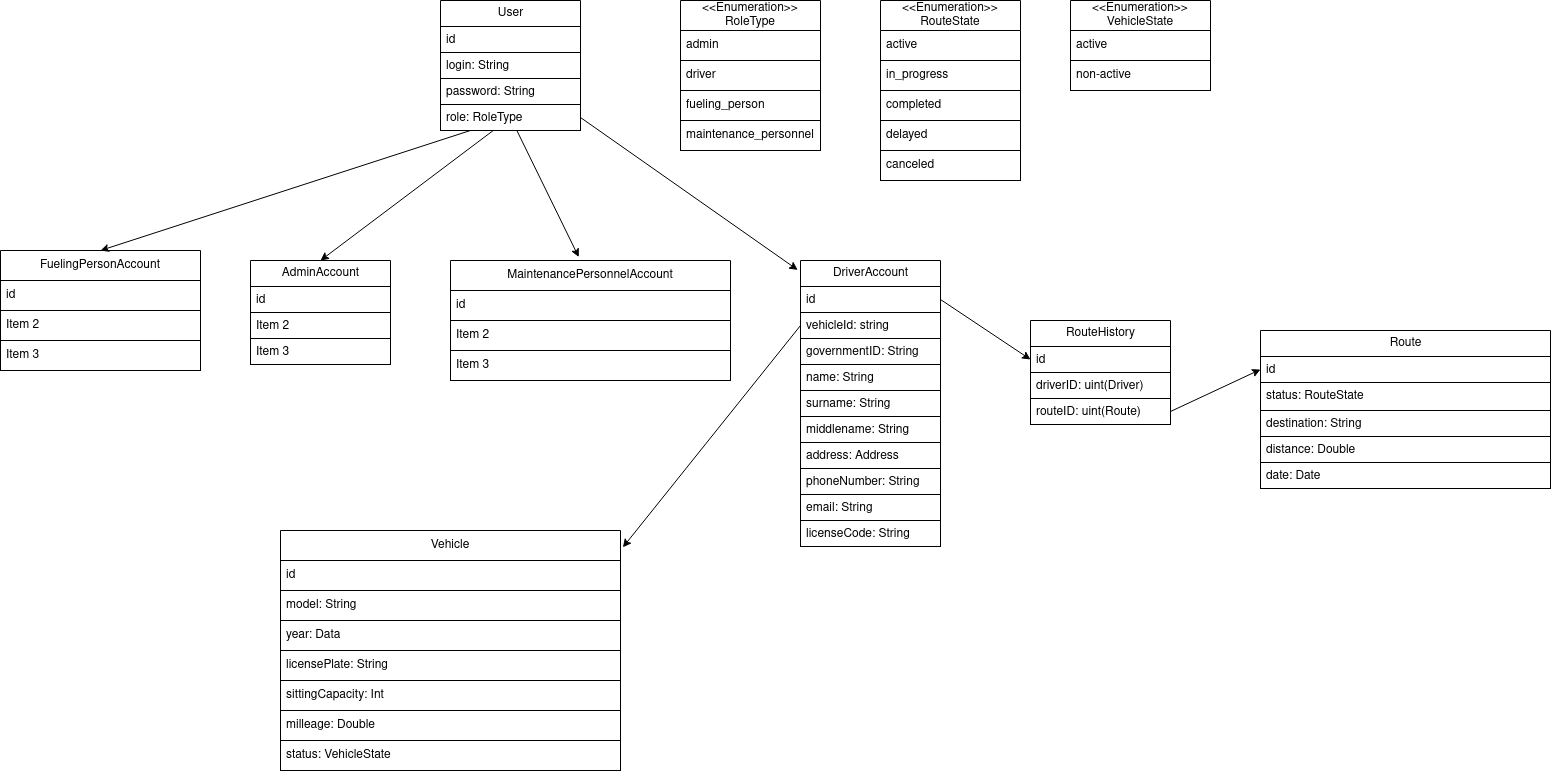 User
id
login: String
password: String
role: RoleType
<<Enumeration>>
RoleType
admin
driver
fueling_person
maintenance_personnel
<<Enumeration>>
RouteState
active
in_progress
completed
delayed
canceled
<<Enumeration>>
VehicleState
active
non-active
FuelingPersonAccount
id
Item 2
Item 3
AdminAccount
id
Item 2
Item 3
MaintenancePersonnelAccount
id
Item 2
Item 3
DriverAccount
id
vehicleId: string
governmentID: String
name: String
surname: String
middlename: String
address: Address
phoneNumber: String
email: String
licenseCode: String
RouteHistory
id
driverID: uint(Driver)
routeID: uint(Route)
Route
id
status: RouteState
destination: String
distance: Double
date: Date
Vehicle
id
model: String
year: Data
licensePlate: String
sittingCapacity: Int
milleage: Double
status: VehicleState